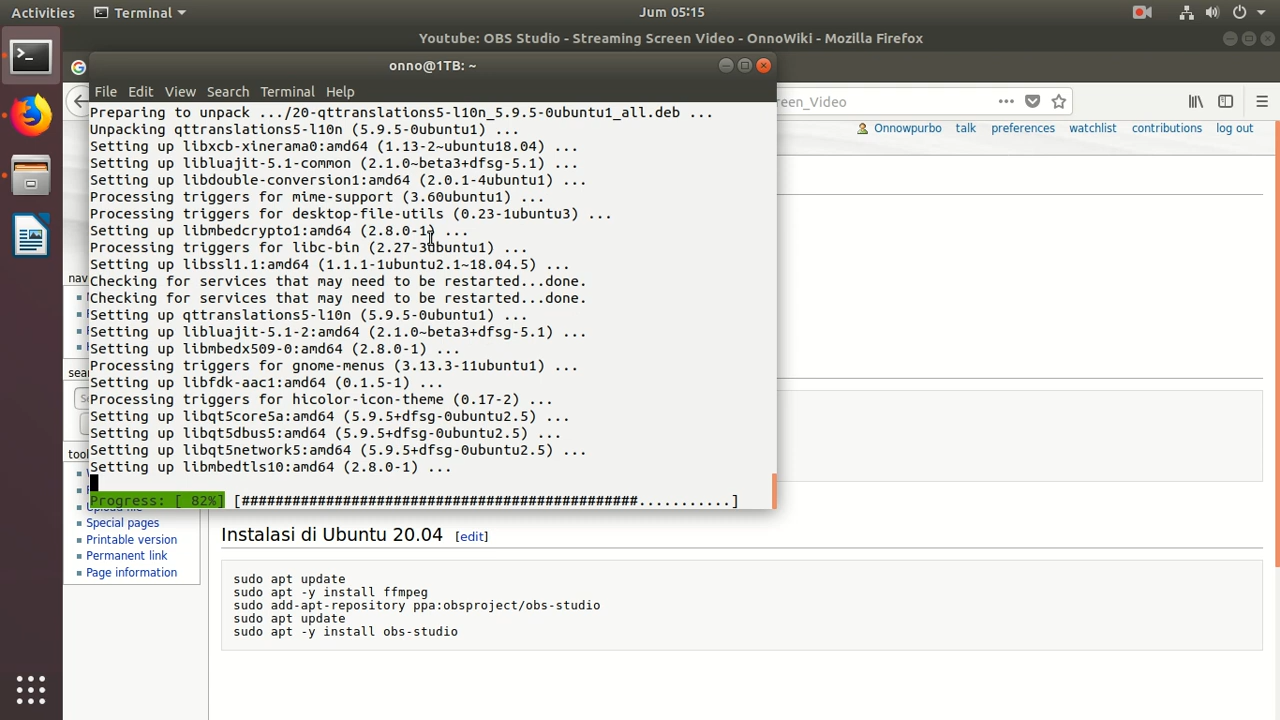 Activities Terminal Jum 05:15
Youtube: OBS Studio - Streaming Screen Video - OnnoWiki - Mozilla Firefox
onno@1TB: ~
File Edit View Search Terminal Help
een_Video
Onnowpurbo talk preferences watchlist contributions log out
Preparing to unpack .../20-qttranslations5-l10n_5.9.5-0ubuntu1_all.deb ...
Unpacking qttranslations5-l10n (5.9.5-0ubuntu1) ...
Setting up libxcb-xinerama0:amd64 (1.13-2~ubuntu18.04) ...
Setting up libluajit-5.1-common (2.1.0~beta3+dfsg-5.1) ...
Setting up libdouble-conversion1:amd64 (2.0.1-4ubuntu1) ...
Processing triggers for mime-support (3.60ubuntu1) ...
Processing triggers for desktop-file-utils (0.23-1ubuntu3) ...
Setting up libmbedcrypto1:amd64 (2.8.0-1) ...
Processing triggers for libc-bin (2.27-3ubuntu1) ...
Setting up libssl1.1:amd64 (1.1.1-1ubuntu2.1~18.04.5) ...
Checking for services that may need to be restarted...done.
Checking for services that may need to be restarted...done.
Setting up qttranslations5-l10n (5.9.5-0ubuntu1) ...
Setting up libluajit-5.1-2:amd64 (2.1.0~beta3+dfsg-5.1) ...
Setting up libmbedx509-0:amd64 (2.8.0-1) ...
Processing triggers for gnome-menus (3.13.3-11ubuntu1) ...
Setting up libfdk-aac1:amd64 (0.1.5-1) ...
Processing triggers for hicolor-icon-theme (0.17-2) ...
Setting up libqt5core5a:amd64 (5.9.5+dfsg-0ubuntu2.5) ...
Setting up libqt5dbus5:amd64 (5.9.5+dfsg-0ubuntu2.5) ...
Setting up libqt5network5:amd64 (5.9.5+dfsg-0ubuntu2.5) ...
Setting up libmbedtls10:amd64 (2.8.0-1) ...
Progress: [ 82%] [###############################################...........]
nav
sea
tool
Special pages
Printable version
Permanent link
Page information
Instalasi di Ubuntu 20.04 [edit]
sudo apt update
sudo apt -y install ffmpeg
sudo add-apt-repository ppa:obsproject/obs-studio
sudo apt update
sudo apt -y install obs-studio